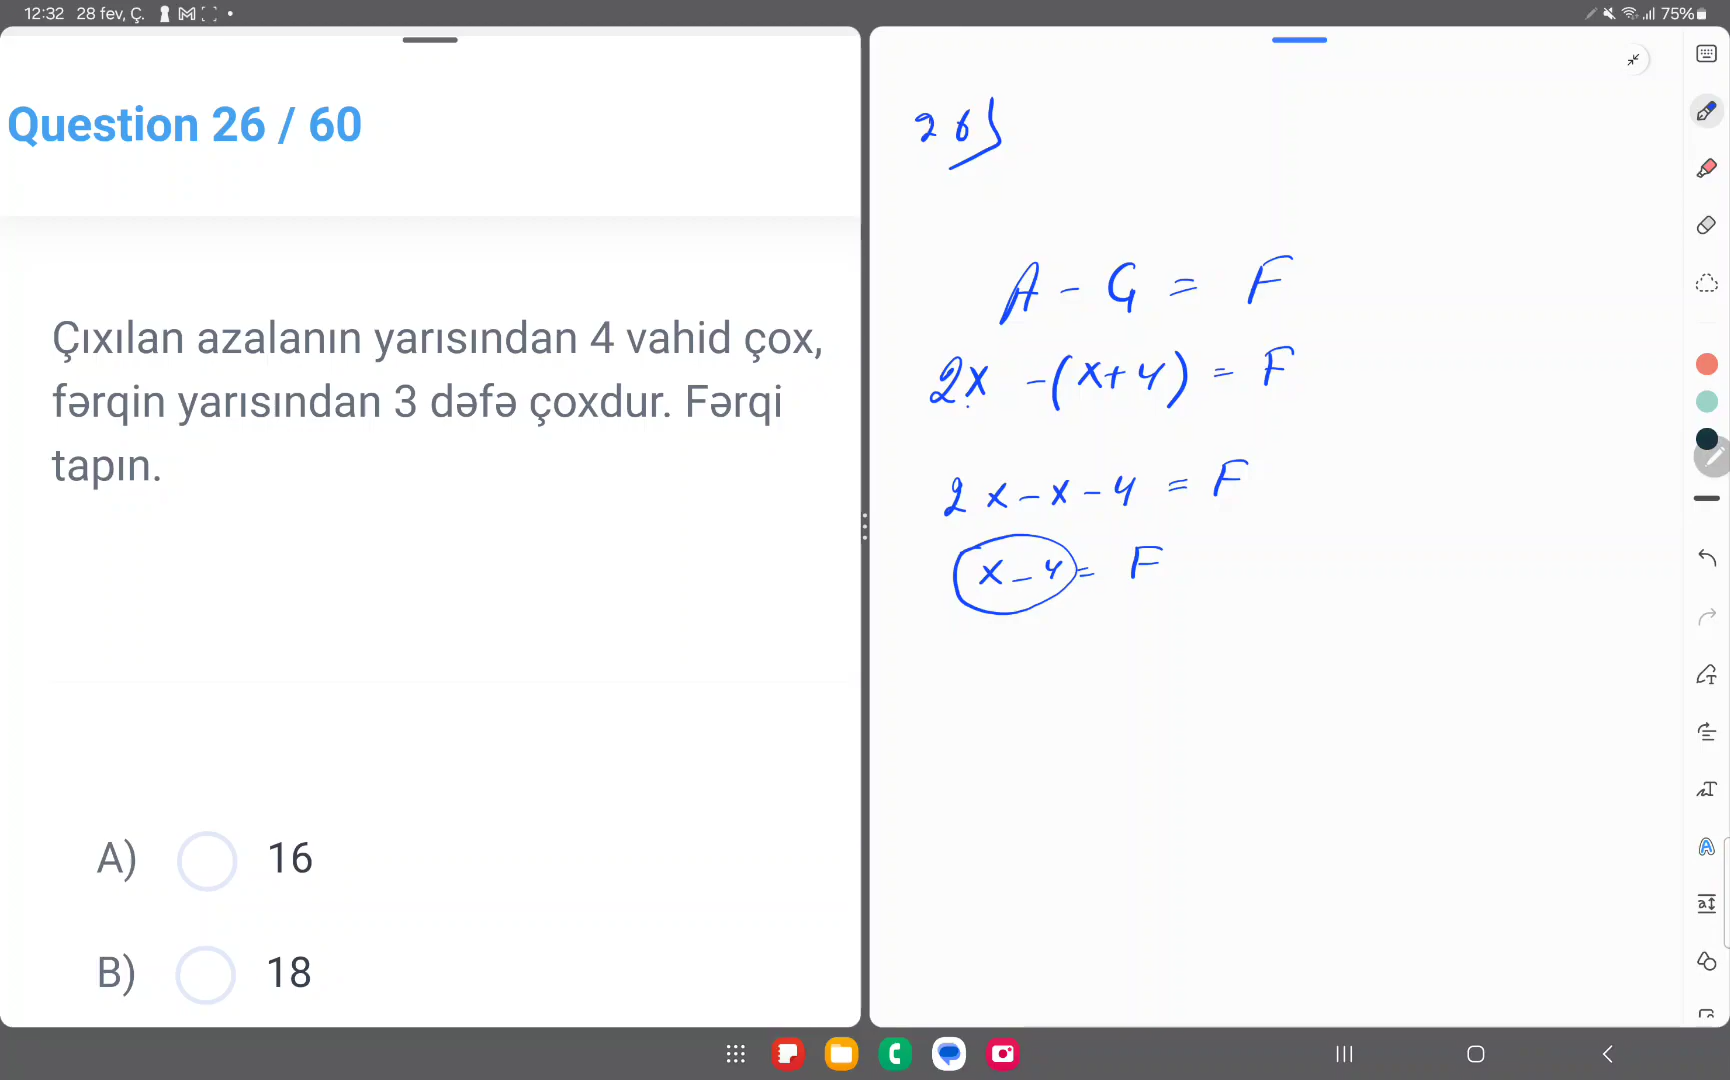 12:32 28 fev, Ç.
75%
Question 26 / 60
Çıxılan azalanın yarısından 4 vahid çox,
fərqin yarısından 3 dəfə çoxdur. Fərqi
tapın.
A) 16
B) 18
26)
A - Ç = F
2x - (x+4) = F
2x - x - 4 = F
x - 4 = F